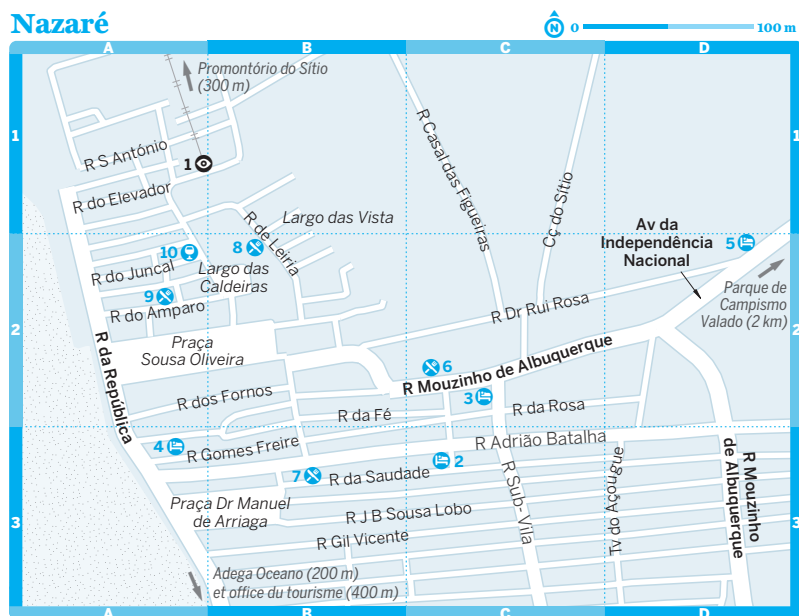 Nazaré
N 0 100 m
A B C D
Promontório do Sítio
(300 m)
1
1
R S António
1
R do Elevador
R Casal das Figueiras
Cç do Sítio
Largo das Vista
R de Leiria
Av da
Independência
Nacional
5
10
8
R do Juncal
Largo das
Caldeiras
9
R do Amparo
Parque de
Campismo
Valado (2 km)
R Dr Rui Rosa
2
2
Praça
Sousa Oliveira
R da República
6
R Mouzinho de Albuquerque
R dos Fornos
3
R da Fé
R da Rosa
4
R Gomes Freire
R Adrião Batalha
2
7
R da Saudade
R Sub- Vila
Tv do Açougue
R Mouzinho
de Albuquerque
Praça Dr Manuel
de Arriaga
R J B Sousa Lobo
3
3
R Gil Vicente
Adega Oceano (200 m)
et office du tourisme (400 m)
A B C D